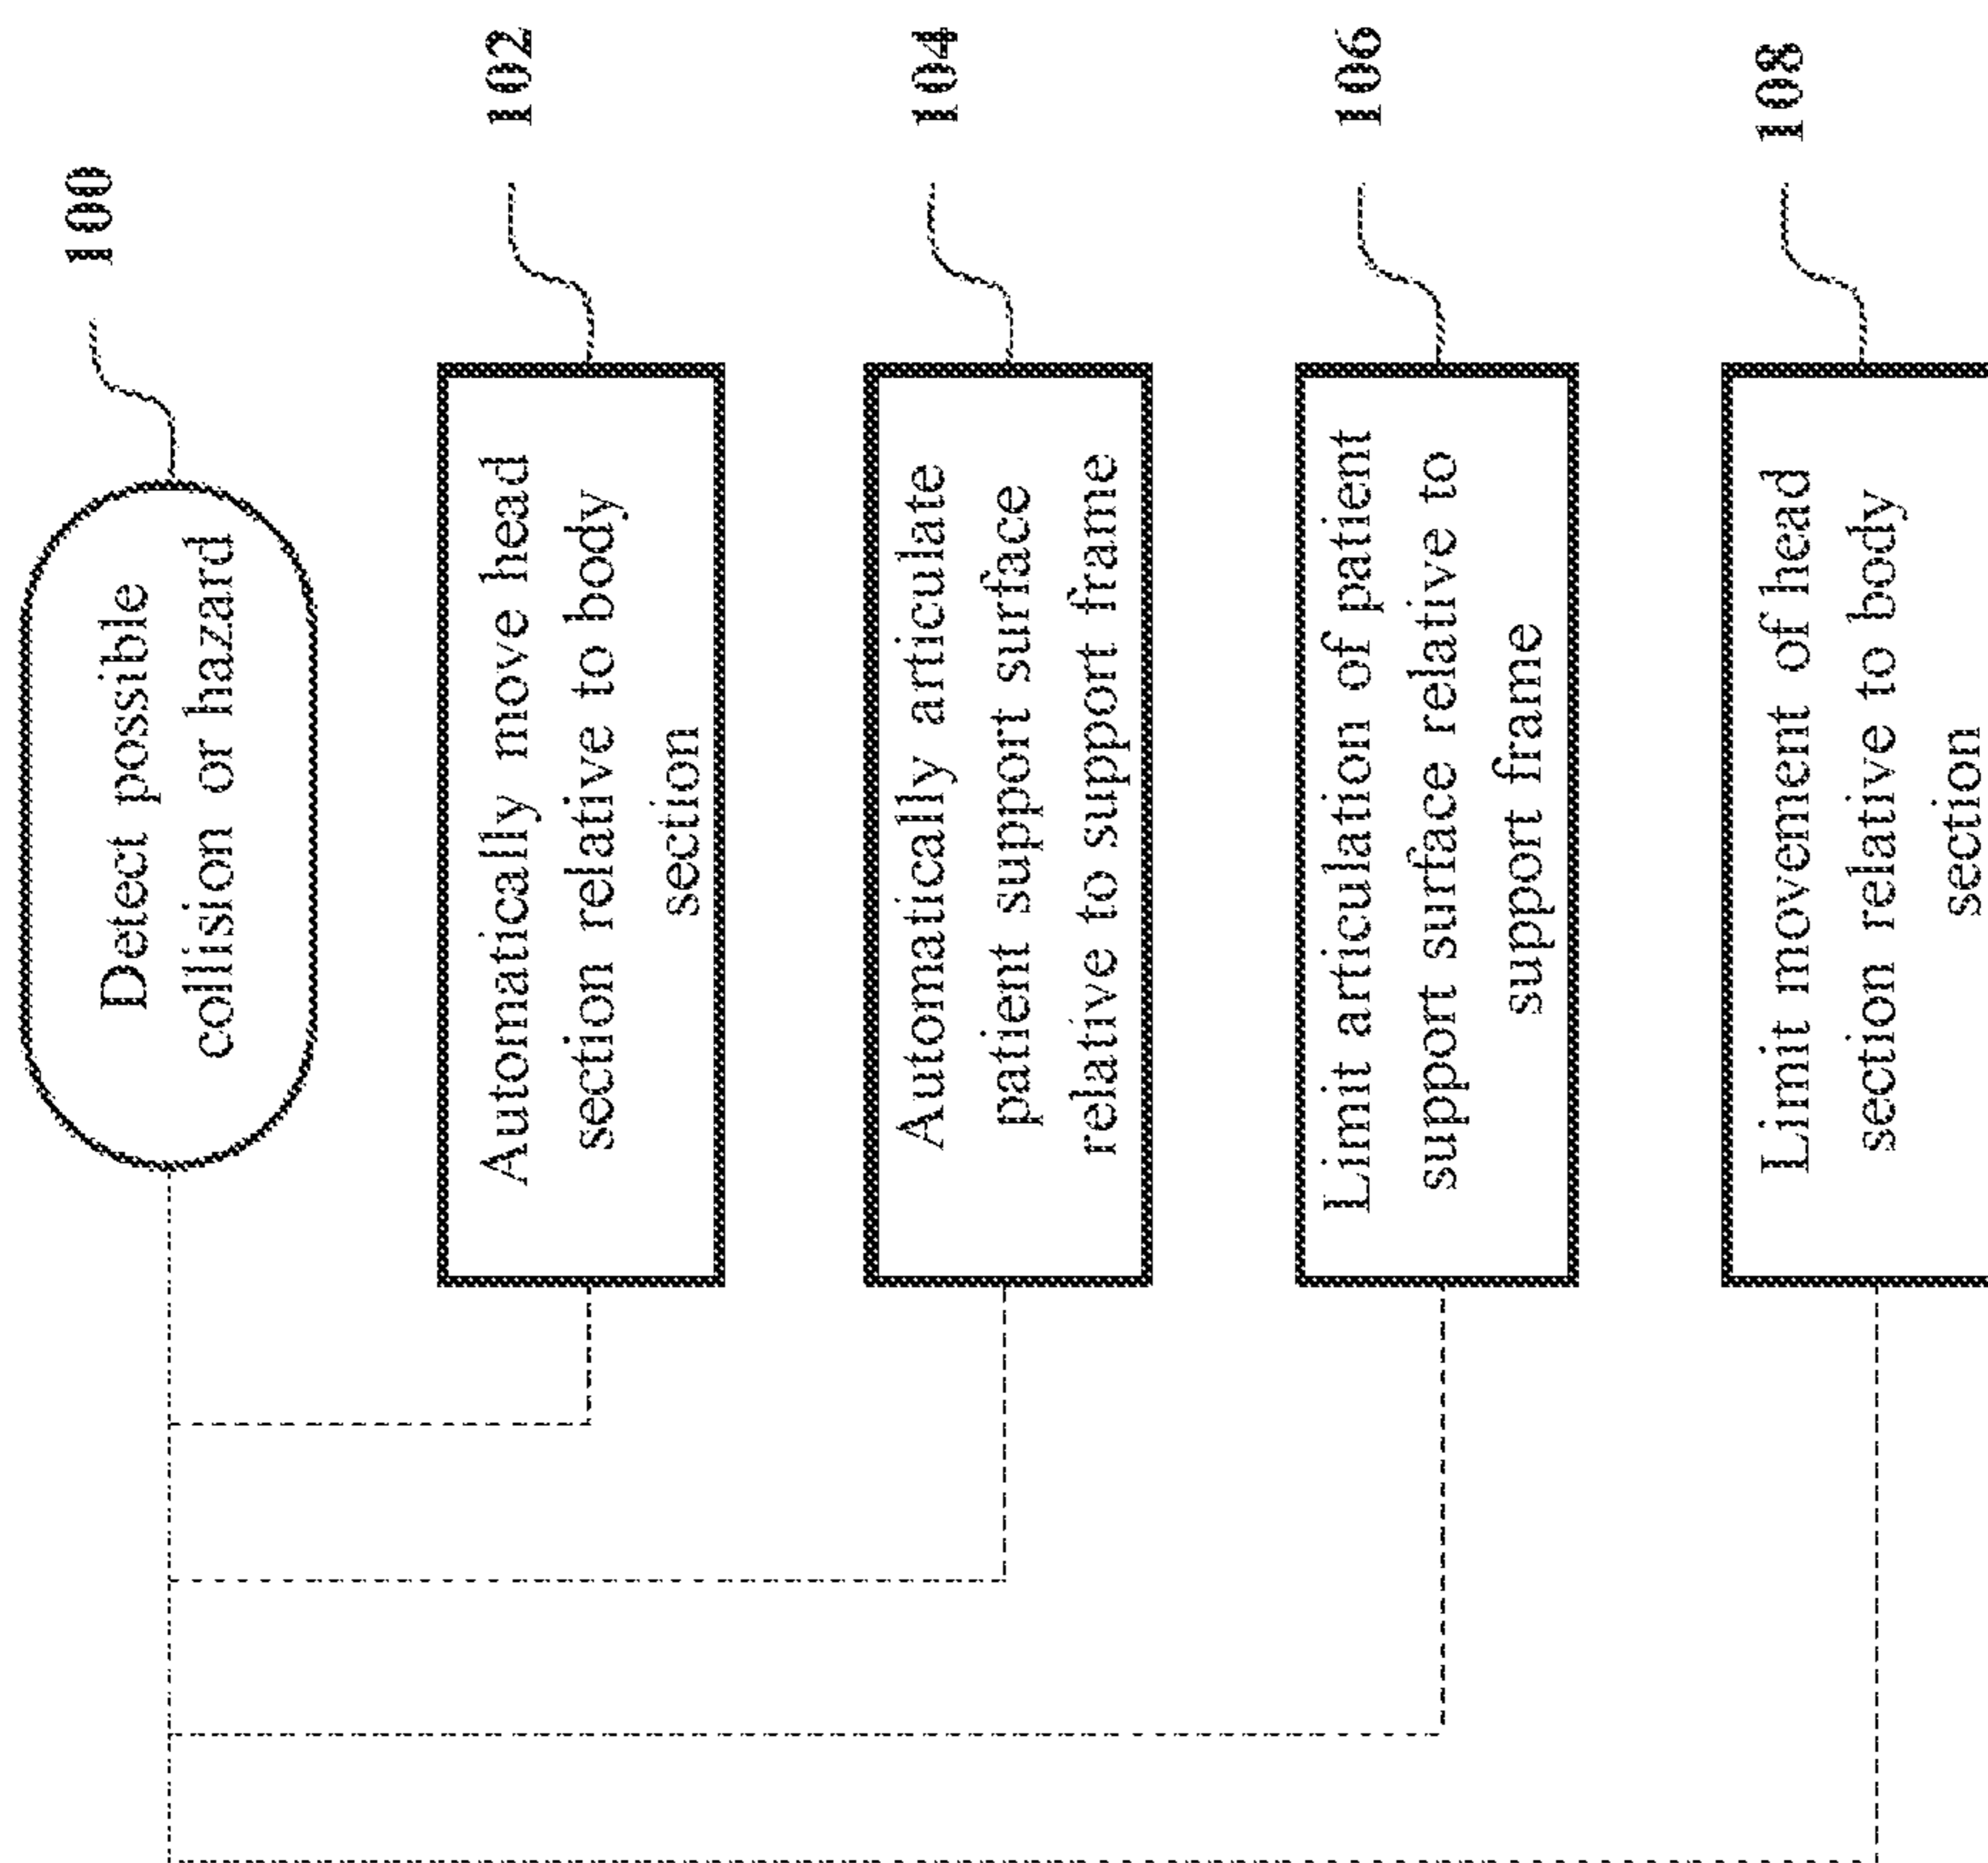 100
Detect possible
collision or hazard
102
Automatically move head
section relative to body
section
104
Automatically articulate
patient support surface
relative to support frame
106
Limit articulation of patient
support surface relative to
support frame
108
Limit movement of head
section relative to body
section